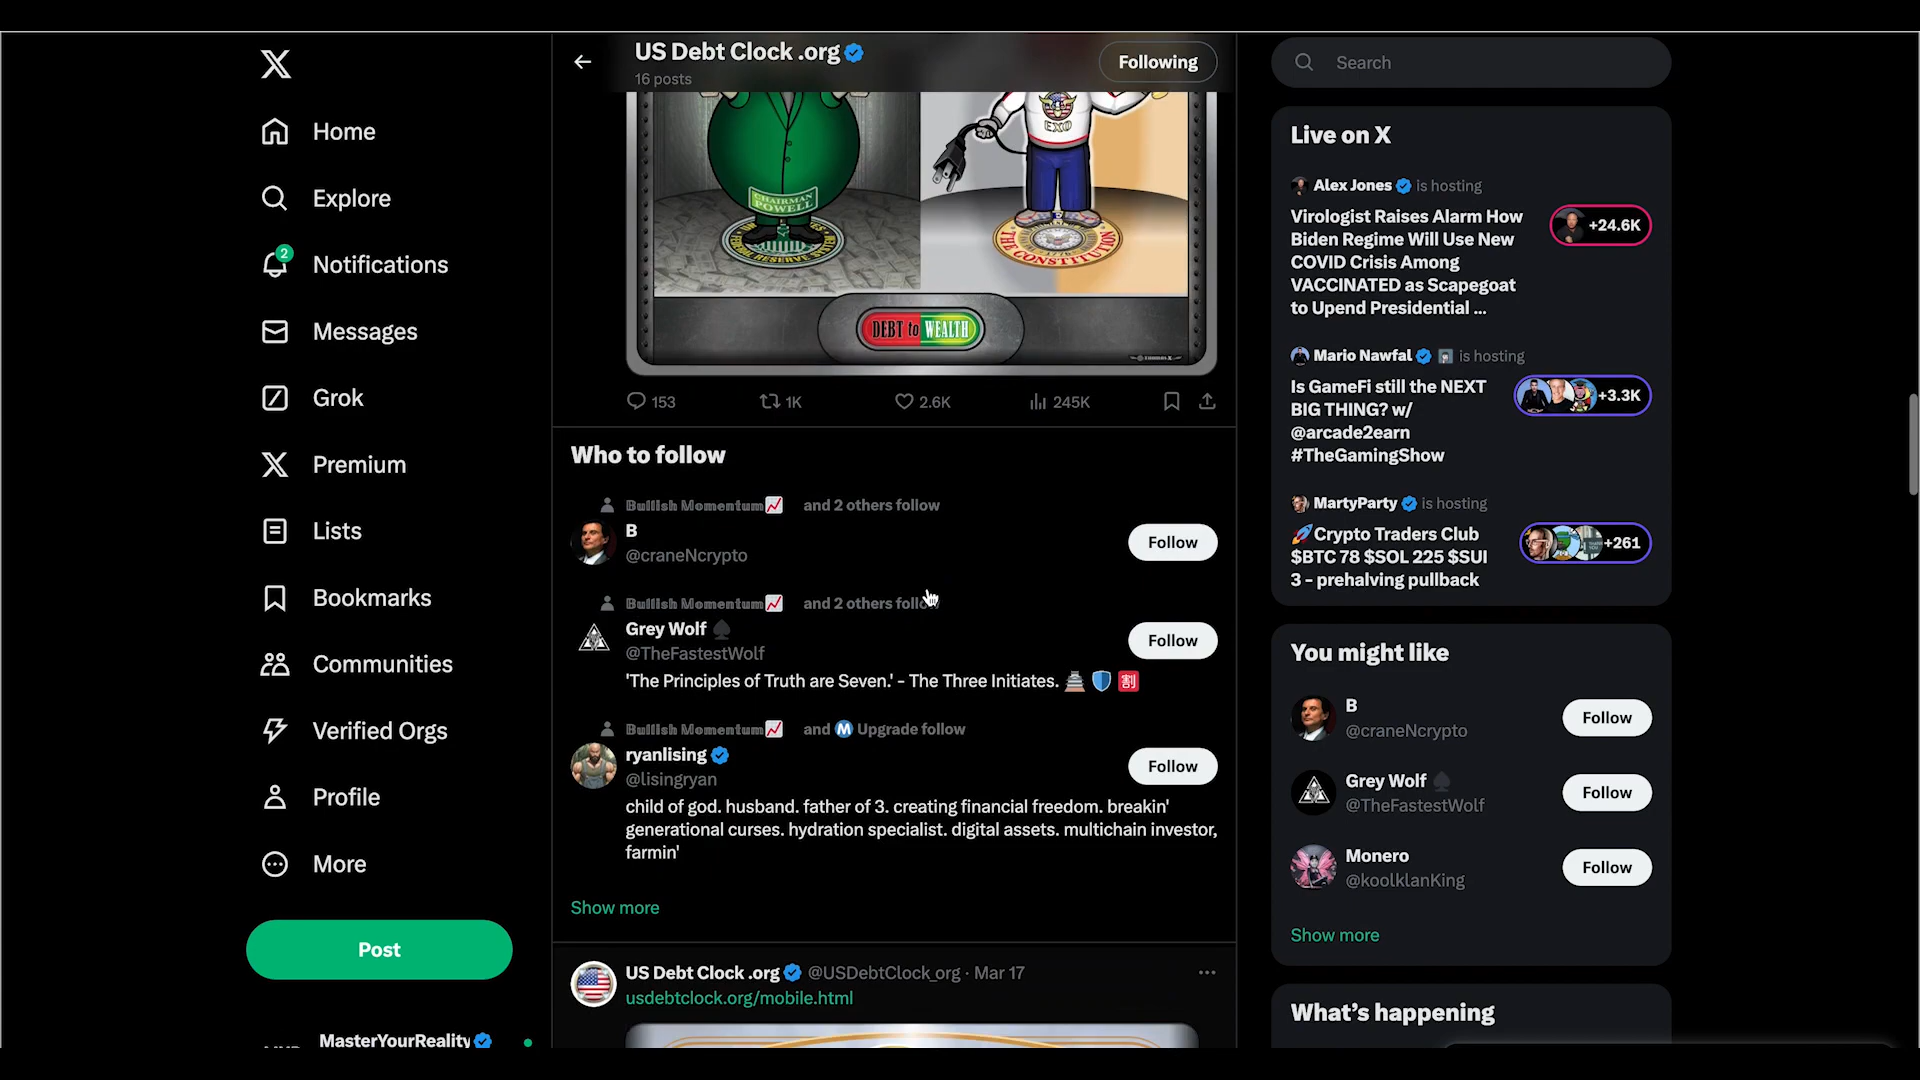 Home
Explore
2
Notifications
Messages
Grok
Premium
Lists
Bookmarks
Communities
Verified Orgs
Profile
More
Post
MasterYourReality
US Debt Clock .org
16 posts
Following
EXO
CHAIRMAN
POWELL
FEDERAL RESERVE SYSTEM
THE CONSTITUTION
DEBT to WEALTH
153
1K
2.6K
245K
Who to follow
Bullish Momentum📈 and 2 others follow
B
@craneNcrypto
Follow
Bullish Momentum📈 and 2 others follow
Grey Wolf ♠
@TheFastestWolf
Follow
'The Principles of Truth are Seven.' - The Three Initiates. 🈹
Bullish Momentum📈 and Ⓜ Upgrade follow
ryanlising
@lisingryan
Follow
child of god. husband. father of 3. creating financial freedom. breakin'
generational curses. hydration specialist. digital assets. multichain investor,
farmin'
Show more
US Debt Clock .org @USDebtClock_org · Mar 17
usdebtclock.org/mobile.html
Search
Live on X
Alex Jones is hosting
Virologist Raises Alarm How
Biden Regime Will Use New
COVID Crisis Among
VACCINATED as Scapegoat
to Upend Presidential ...
+24.6K
Mario Nawfal is hosting
Is GameFi still the NEXT
BIG THING? w/
@arcade2earn
#TheGamingShow
+3.3K
MartyParty is hosting
🚀Crypto Traders Club
$BTC 78 $SOL 225 $SUI
3 - prehalving pullback
+261
You might like
B
@craneNcrypto
Follow
Grey Wolf ♠
@TheFastestWolf
Follow
Monero
@koolklanKing
Follow
Show more
What's happening